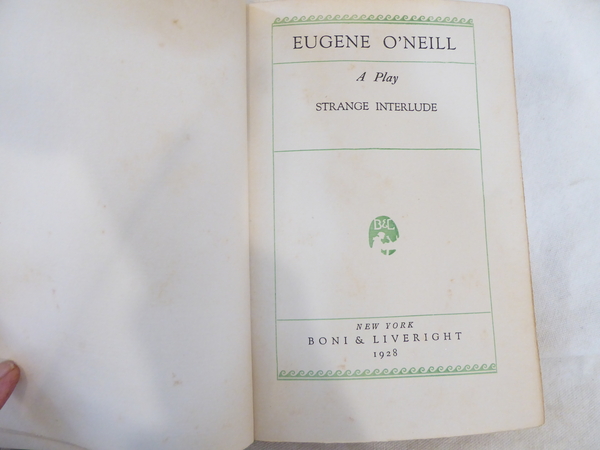 EUGENE O'NEILL
A Play
STRANGE INTERLUDE
B&L
NEW YORK
BONI & LIVERIGHT
1928